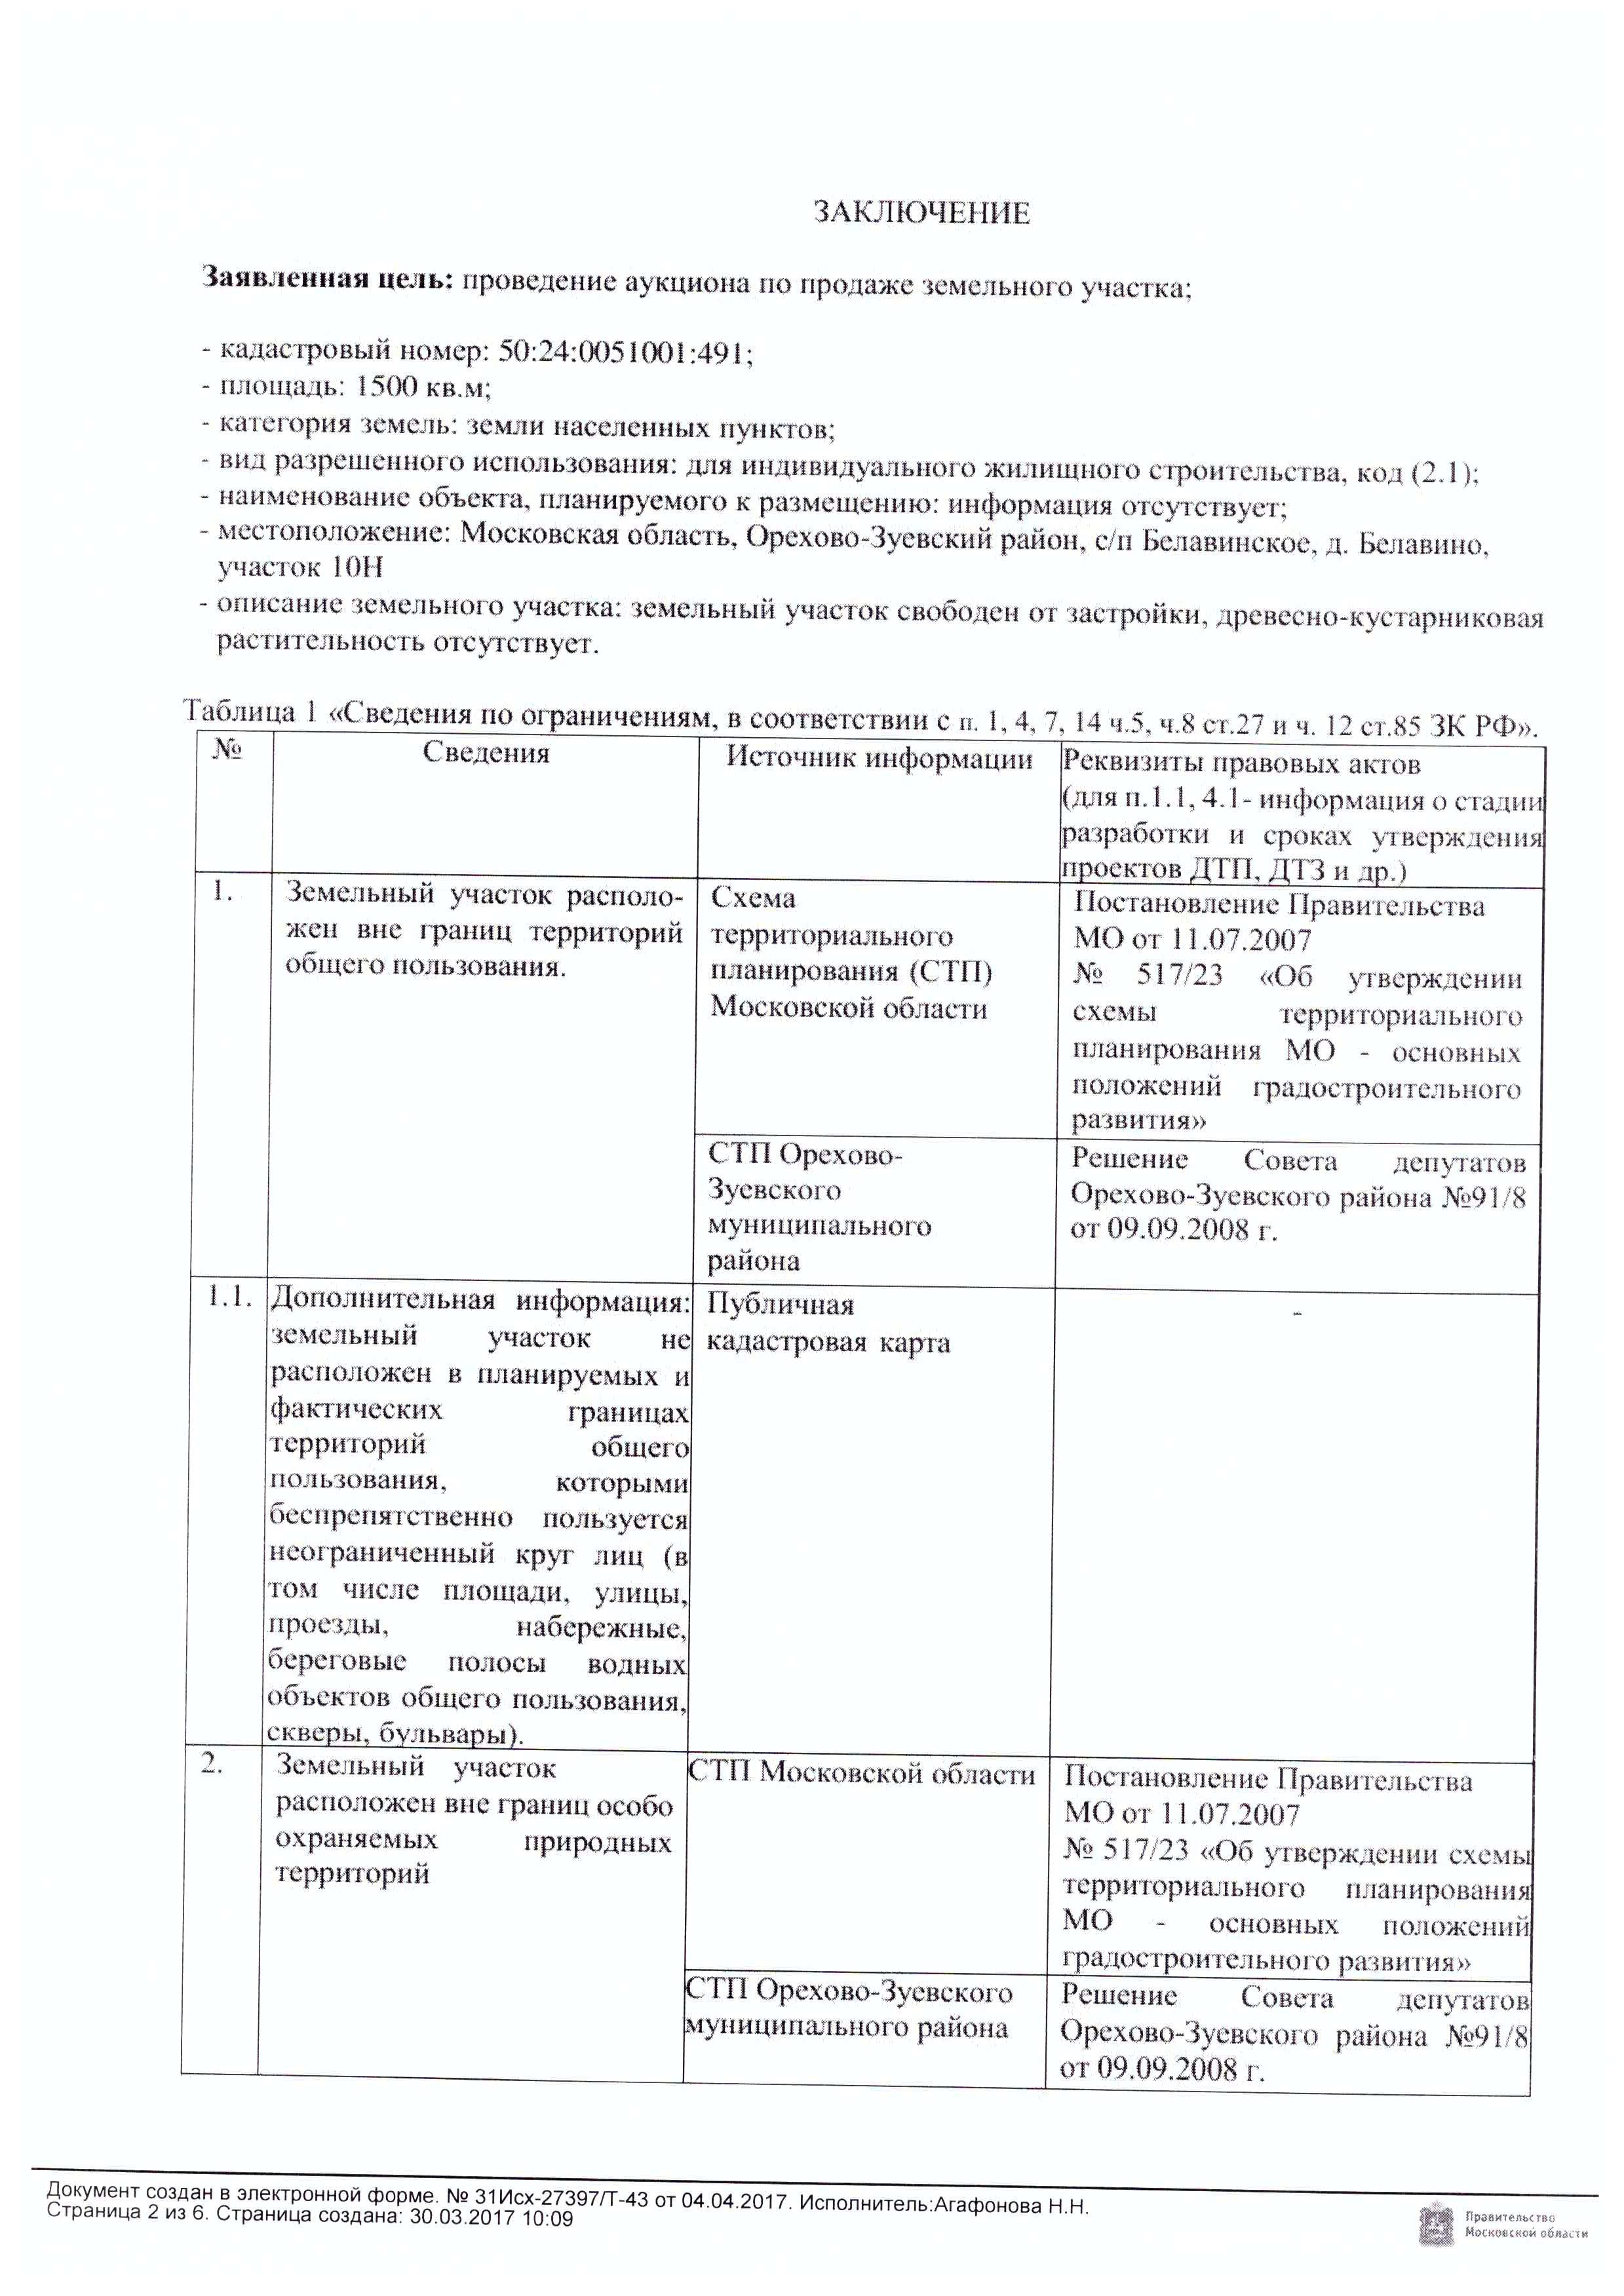 ЗАКЛЮЧЕНИЕ
Заявленная цель: проведение аукциона по продаже земельного участка;
- кадастровый номер: 50:24:0051001:491;
- площадь: 1500 кв.м;
- категория земель: земли населенных пунктов;
- вид разрешенного использования: для индивидуального жилищного строительства, код (2.1);
- наименование объекта, планируемого к размещению: информация отсутствует;
- местоположение: Московская область, Орехово-Зуевский район, с/п Белавинское, д. Белавино,
участок 10Н
- описание земельного участка: земельный участок свободен от застройки, древесно-кустарниковая
растительность отсутствует.
Таблица 1 «Сведения по ограничениям, в соответствии с п. 1, 4, 7, 14 ч.5, ч.8 ст.27 и ч. 12 ст.85 ЗК РФ».
№
Сведения
Источник информации
Реквизиты правовых актов
(для п.1.1, 4.1- информация о стадии
разработки и сроках утверждения
проектов ДТП, ДТЗ и др.)
1.
Земельный участок располо-
жен вне границ территорий
общего пользования.
Схема
территориального
планирования (СТП)
Московской области
Постановление Правительства
МО от 11.07.2007
№ 517/23 «Об утверждении
схемы территориального
планирования МО - основных
положений градостроительного
развития»
СТП Орехово-
Зуевского
муниципального
района
Решение Совета депутатов
Орехово-Зуевского района №91/8
от 09.09.2008 г.
1.1.
Дополнительная информация:
земельный участок не
расположен в планируемых и
фактических границах
территорий общего
пользования, которыми
беспрепятственно пользуется
неограниченный круг лиц (в
том числе площади, улицы,
проезды, набережные,
береговые полосы водных
объектов общего пользования,
скверы, бульвары).
Публичная
кадастровая карта
-
2.
Земельный участок
расположен вне границ особо
охраняемых природных
территорий
СТП Московской области
Постановление Правительства
МО от 11.07.2007
№ 517/23 «Об утверждении схемы
территориального планирования
МО - основных положений
градостроительного развития»
СТП Орехово-Зуевского
муниципального района
Решение Совета депутатов
Орехово-Зуевского района №91/8
от 09.09.2008 г.
Документ создан в электронной форме. № 31Исх-27397/Т-43 от 04.04.2017. Исполнитель:Агафонова Н.Н.
Страница 2 из 6. Страница создана: 30.03.2017 10:09
Правительство
Московской области